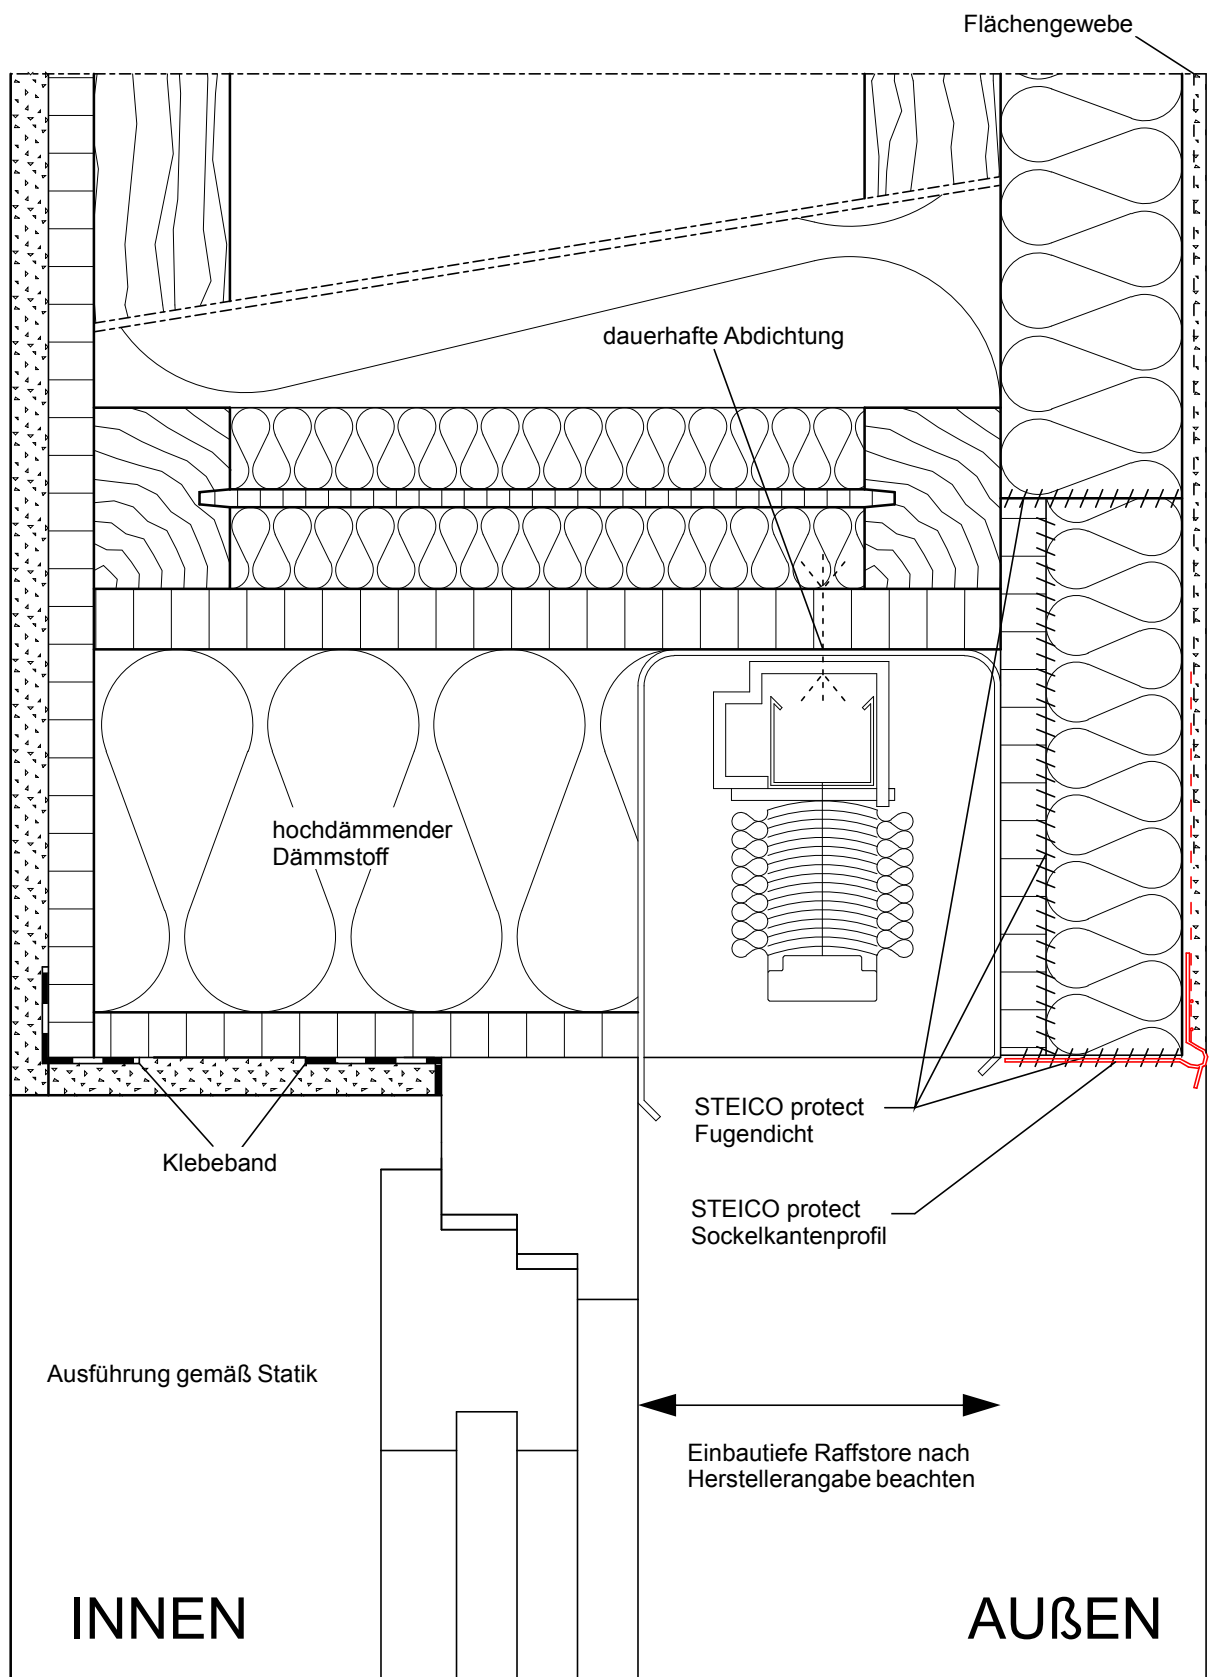 Flächengewebe
dauerhafte Abdichtung
hochdämmender
Dämmstoff
STEICO protect
Fugendicht
Klebeband
STEICO protect
Sockelkantenprofil
Ausführung gemäß Statik
Einbautiefe Raffstore nach
Herstellerangabe beachten
INNEN
AUßEN